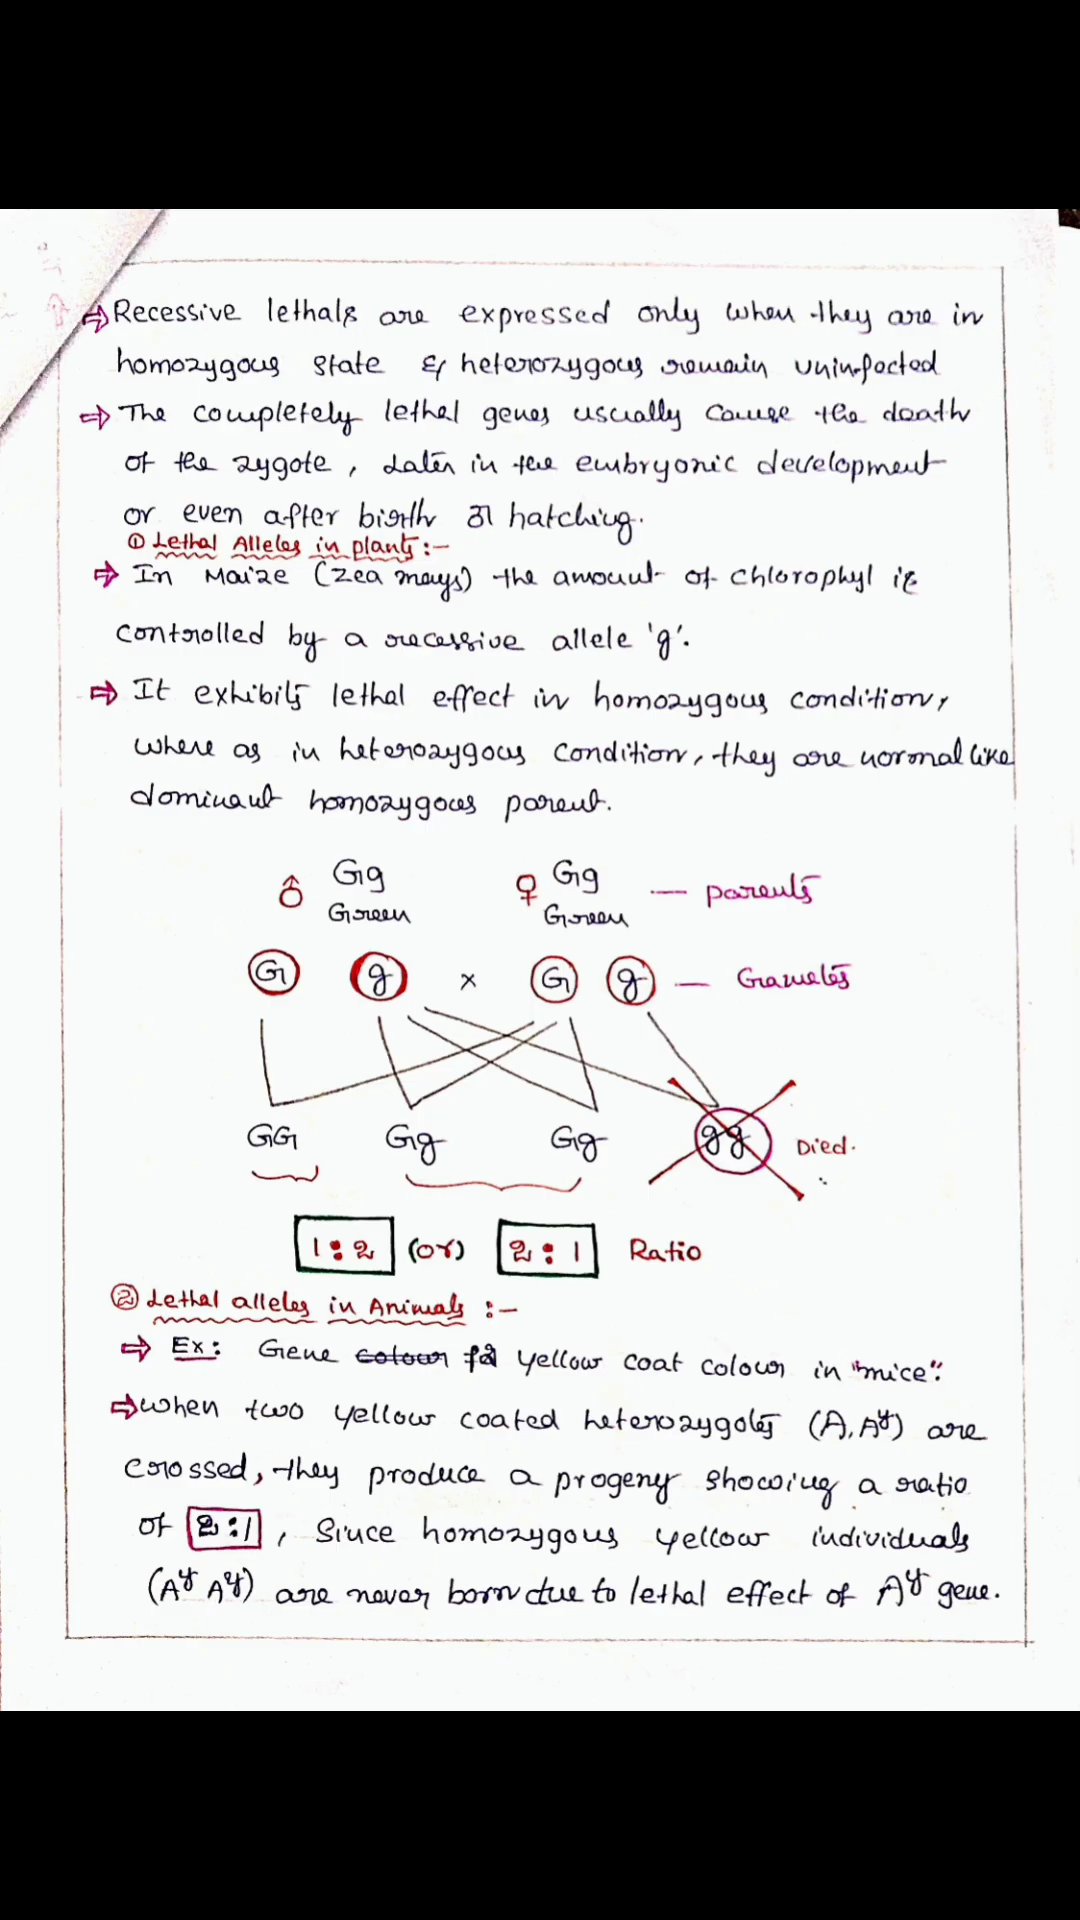 ⇒ Recessive lethals are expressed only when they are in
homozygous state & heterozygous remain uninfected
⇒ The completely lethal genes usually cause the death
of the zygote, later in the embryonic development
or even after birth or hatching.
① Lethal Alleles in plants :-
⇒ In Maize (Zea mays) the amount of chlorophyl is
controlled by a recessive allele 'g'.
⇒ It exhibits lethal effect in homozygous condition,
where as in heterozygous condition, they are normal like
dominant homozygous parent.
♂ Gg ♀ Gg — parents
Green Green
G g × G g — Gametes
GG Gg Gg gg Died.
1 : 2 (or) 2 : 1 Ratio
② Lethal alleles in Animals :-
⇒ Ex: Gene colour for yellow coat colour in "mice".
⇒ When two yellow coated heterozygotes (A, Aʸ) are
crossed, they produce a progeny showing a ratio
of 2 : 1, Since homozygous yellow individuals
(Aʸ Aʸ) are never born due to lethal effect of Aʸ gene.